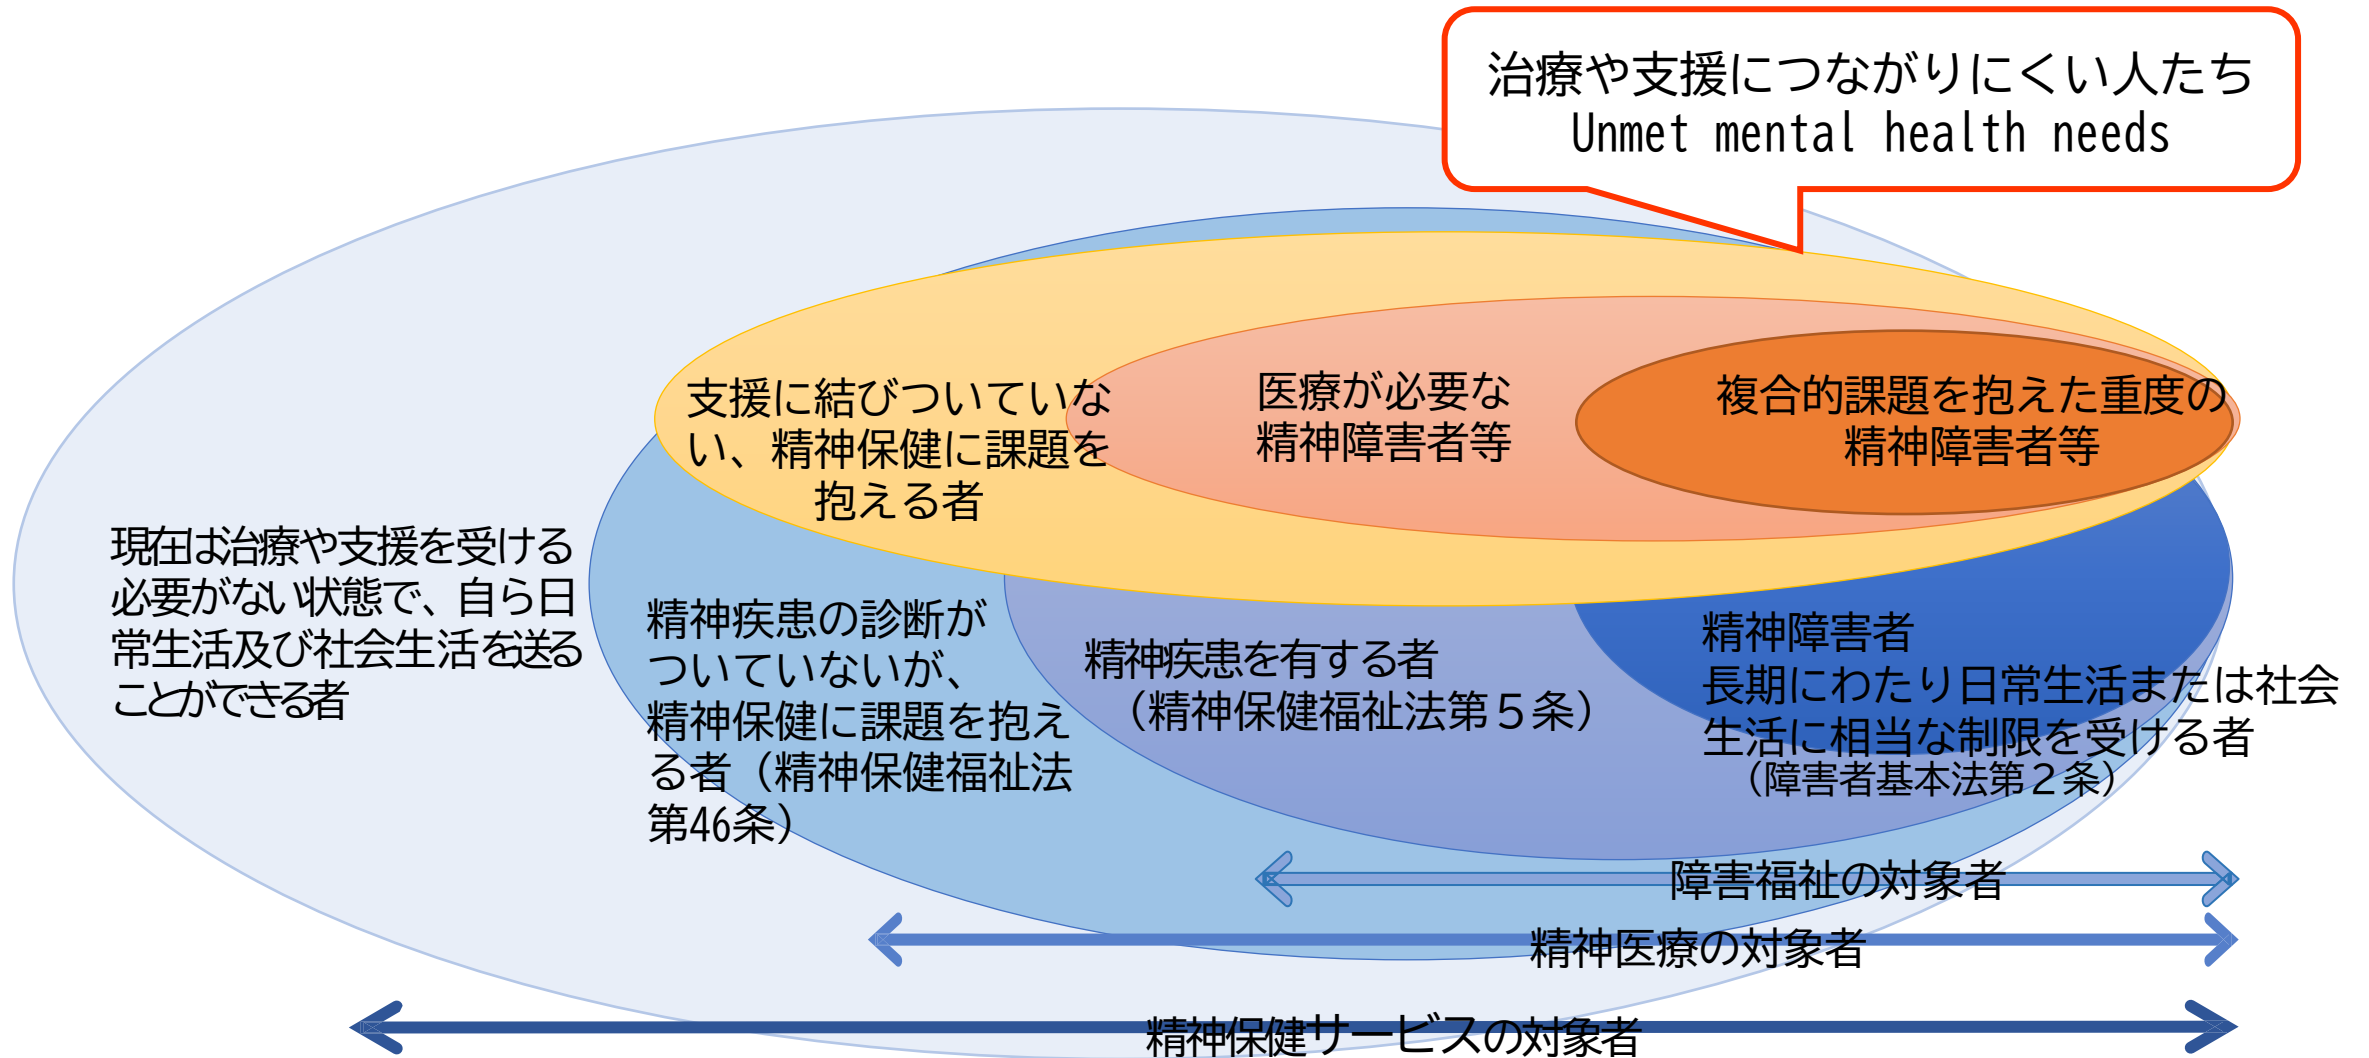 治療や支援につながりにくい人たち
Unmet mental health needs
支援に結びついていな
い、精神保健に課題を
抱える者
医療が必要な
精神障害者等
複合的課題を抱えた重度の
精神障害者等
現在は治療や支援を受ける
必要がない状態で、自ら日
常生活及び社会生活を送る
ことができる者
精神疾患の診断が
ついていないが、
精神保健に課題を抱え
る者（精神保健福祉法
第46条）
精神疾患を有する者
（精神保健福祉法第５条）
精神障害者
長期にわたり日常生活または社会
生活に相当な制限を受ける者
（障害者基本法第２条）
障害福祉の対象者
精神医療の対象者
精神保健サービスの対象者